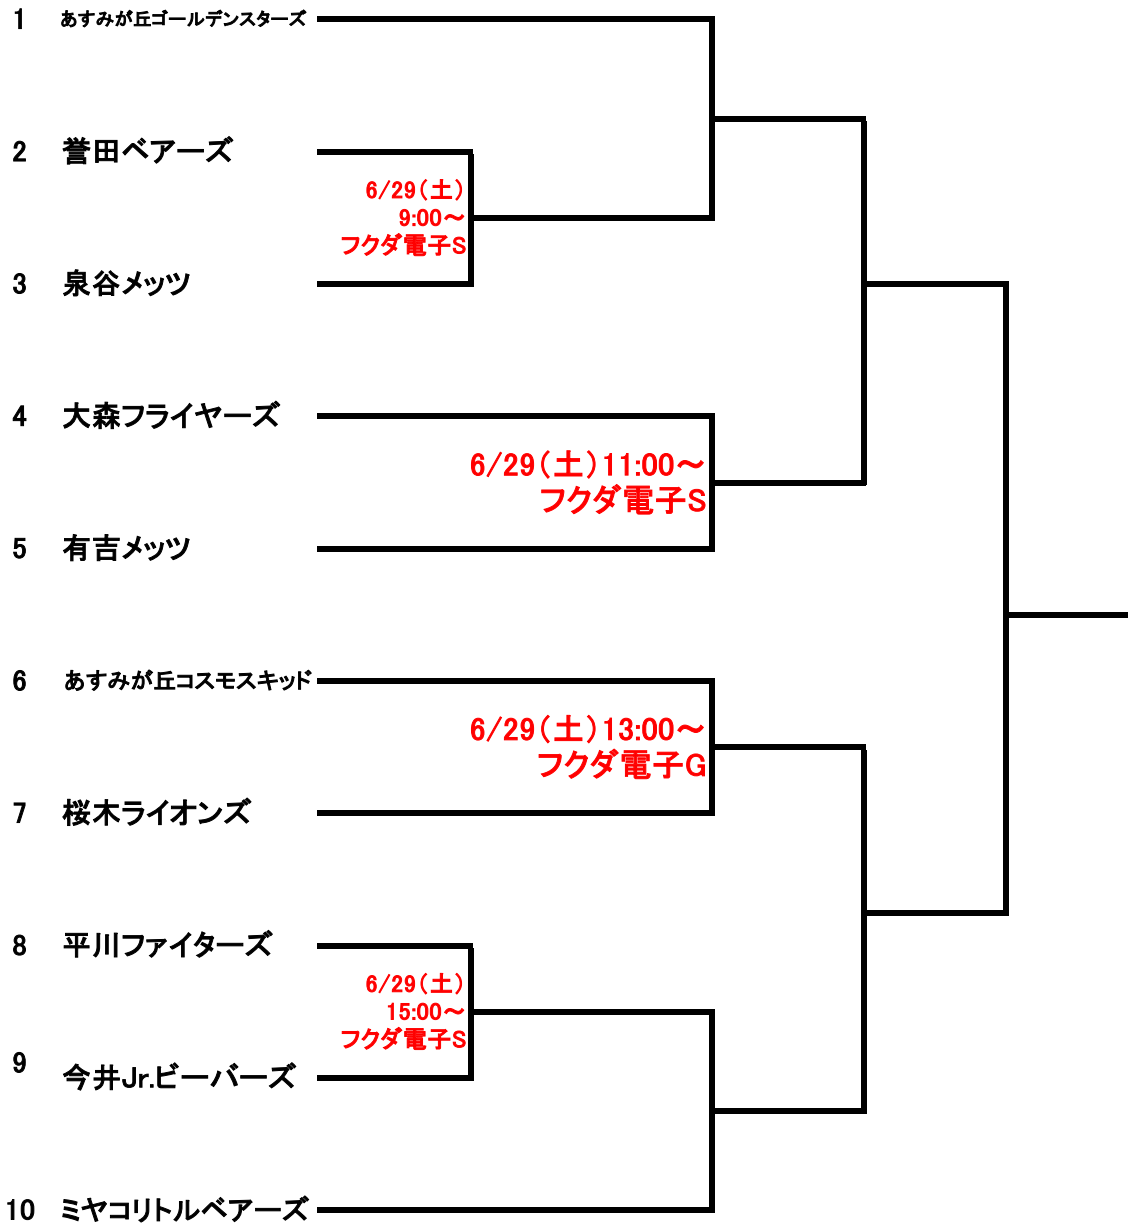 1 あすみが丘ゴールデンスターズ
2 誉田ベアーズ
6/29(土)
9:00～
フクダ電子S
3 泉谷メッツ
4 大森フライヤーズ
6/29(土)11:00～
フクダ電子S
5 有吉メッツ
6 あすみが丘コスモスキッド
6/29(土)13:00～
フクダ電子G
7 桜木ライオンズ
8 平川ファイターズ
6/29(土)
15:00～
フクダ電子S
9 今井Jr.ビーバーズ
10 ミヤコリトルベアーズ